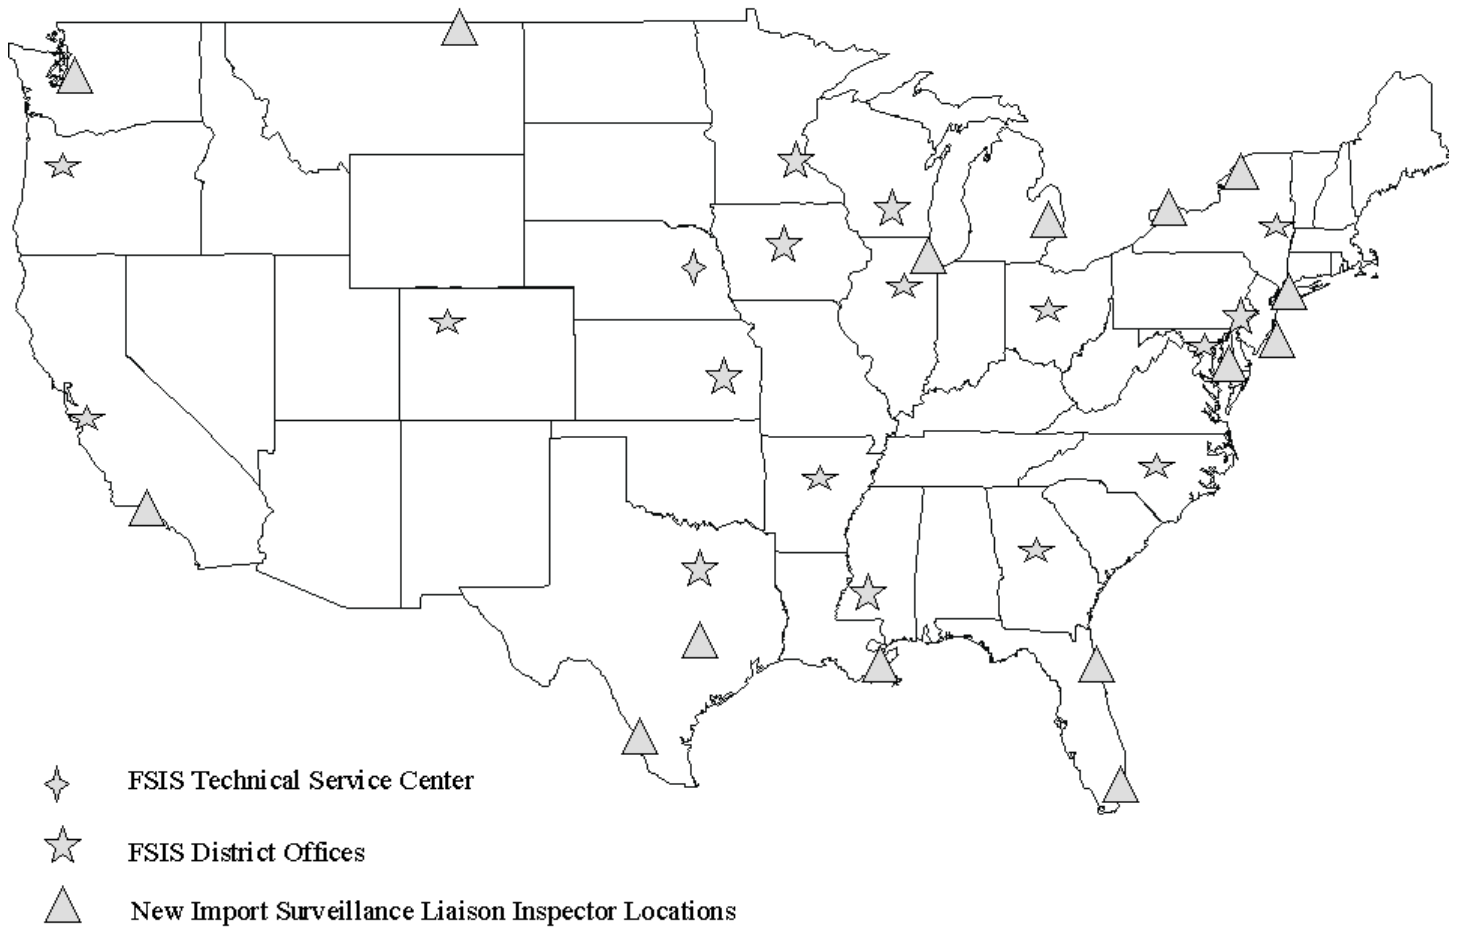 FSIS Technical Service Center
FSIS District Offices
New Import Surveillance Liaison Inspector Locations